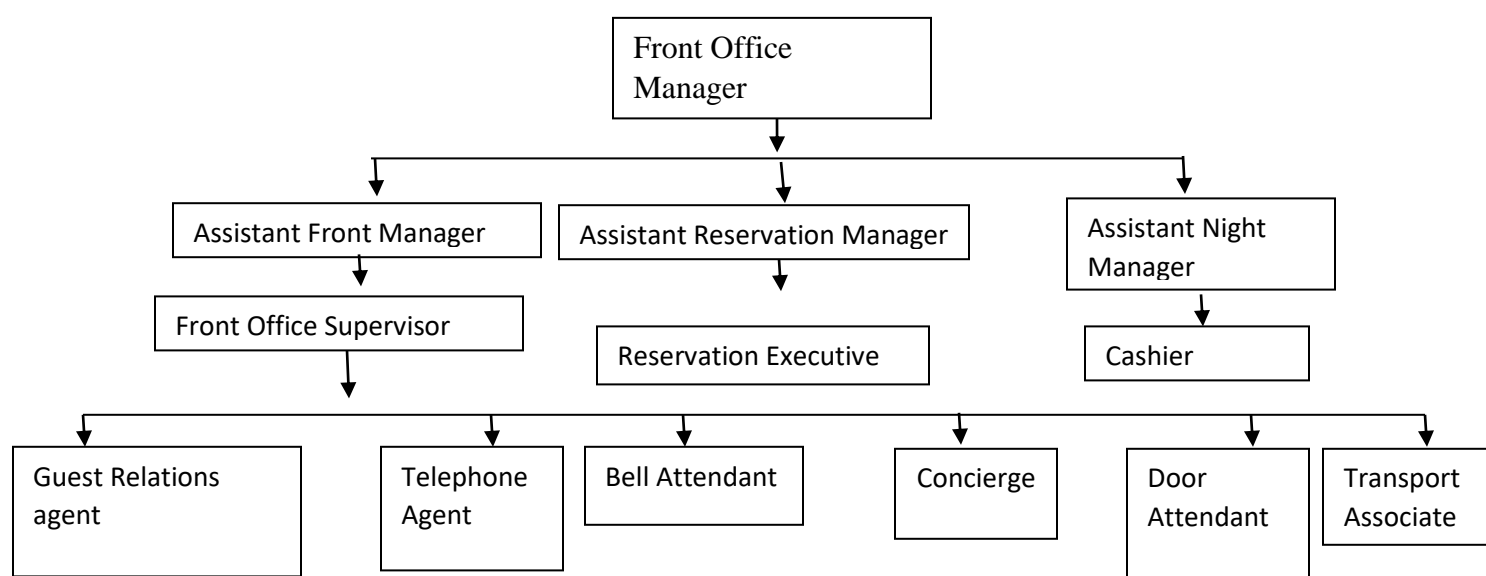 Front Office
Manager
Assistant Front Manager
Assistant Reservation Manager
Assistant Night
Manager
Front Office Supervisor
Reservation Executive
Cashier
Guest Relations
agent
Telephone
Agent
Bell Attendant
Concierge
Door
Attendant
Transport
Associate